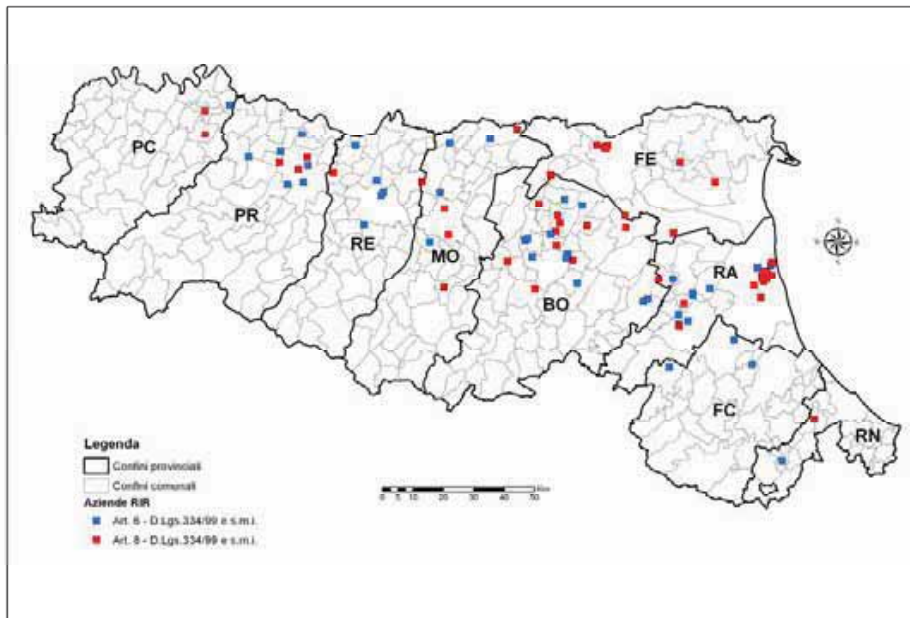 PC
PR
RE
MO
BO
FE
RA
FC
RN
Legenda
Confini provinciali
Confini comunali
Aziende RIR
Art. 6 - D.Lgs.334/99 e s.m.i.
Art. 8 - D.Lgs.334/99 e s.m.i.
0 5 10 20 30 40 50